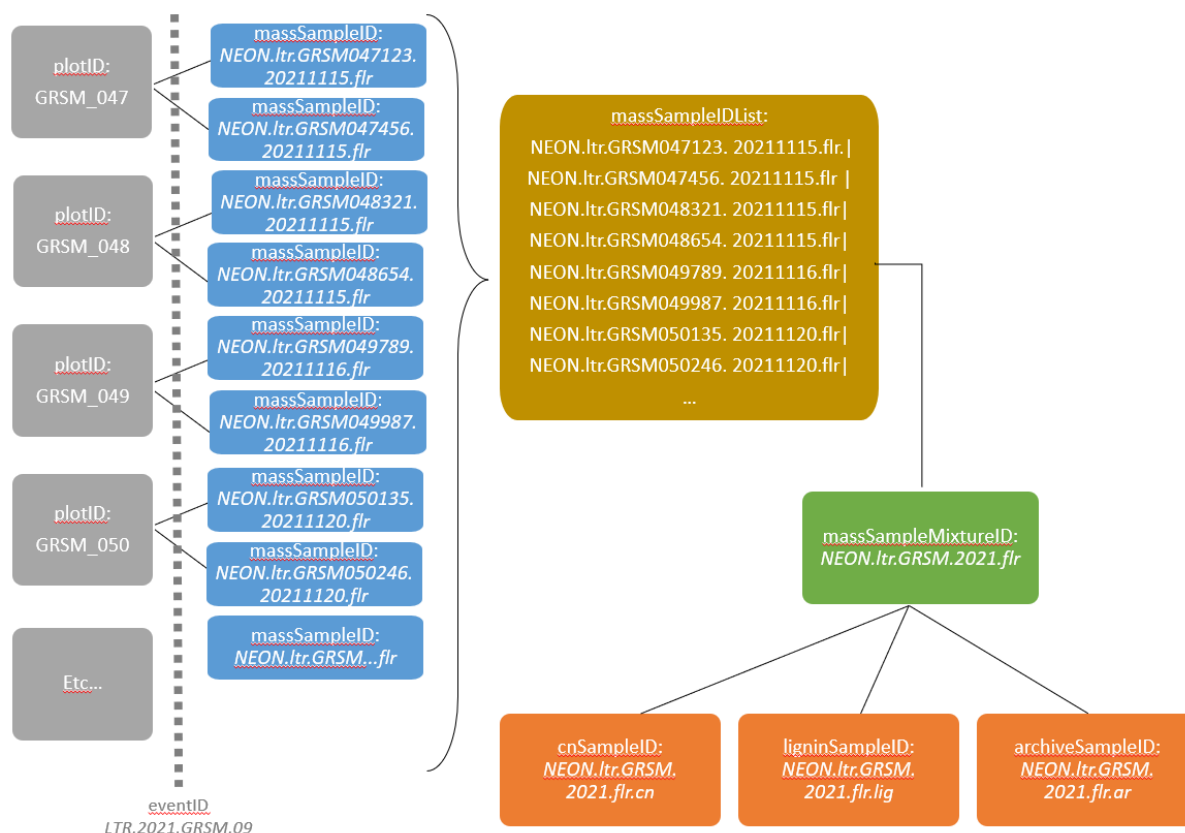 plotID:
GRSM_047
massSampleID:
NEON.ltr.GRSM047123.
20211115.flr
massSampleID:
NEON.ltr.GRSM047456.
20211115.flr
plotID:
GRSM_048
massSampleID:
NEON.ltr.GRSM048321.
20211115.flr
massSampleID:
NEON.ltr.GRSM048654.
20211115.flr
plotID:
GRSM_049
massSampleID:
NEON.ltr.GRSM049789.
20211116.flr
massSampleID:
NEON.ltr.GRSM049987.
20211116.flr
plotID:
GRSM_050
massSampleID:
NEON.ltr.GRSM050135.
20211120.flr
massSampleID:
NEON.ltr.GRSM050246.
20211120.flr
Etc...
massSampleID:
NEON.ltr.GRSM...flr
eventID
LTR.2021.GRSM.09
massSampleIDList:
NEON.ltr.GRSM047123. 20211115.flr.|
NEON.ltr.GRSM047456. 20211115.flr |
NEON.ltr.GRSM048321. 20211115.flr|
NEON.ltr.GRSM048654. 20211115.flr|
NEON.ltr.GRSM049789. 20211116.flr|
NEON.ltr.GRSM049987. 20211116.flr|
NEON.ltr.GRSM050135. 20211120.flr|
NEON.ltr.GRSM050246. 20211120.flr|
...
massSampleMixtureID:
NEON.ltr.GRSM.2021.flr
cnSampleID:
NEON.ltr.GRSM.
2021.flr.cn
ligninSampleID:
NEON.ltr.GRSM.
2021.flr.lig
archiveSampleID:
NEON.ltr.GRSM.
2021.flr.ar